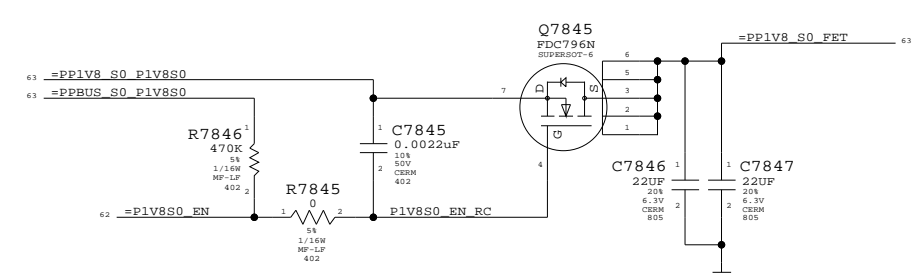 Q7845
FDC796N
SUPERSOT-6
=PP1V8_S0_FET
63
63
=PP1V8_S0_P1V8S0
63
=PPBUS_S0_P1V8S0
7
D
S
G
4
6
5
3
2
1
R7846
470K
5%
1/16W
MF-LF
402
1
2
C7845
0.0022uF
10%
50V
CERM
402
1
2
R7845
0
5%
1/16W
MF-LF
402
1
2
62
=P1V8S0_EN
P1V8S0_EN_RC
C7846
22UF
20%
6.3V
CERM
805
1
2
C7847
22UF
20%
6.3V
CERM
805
1
2